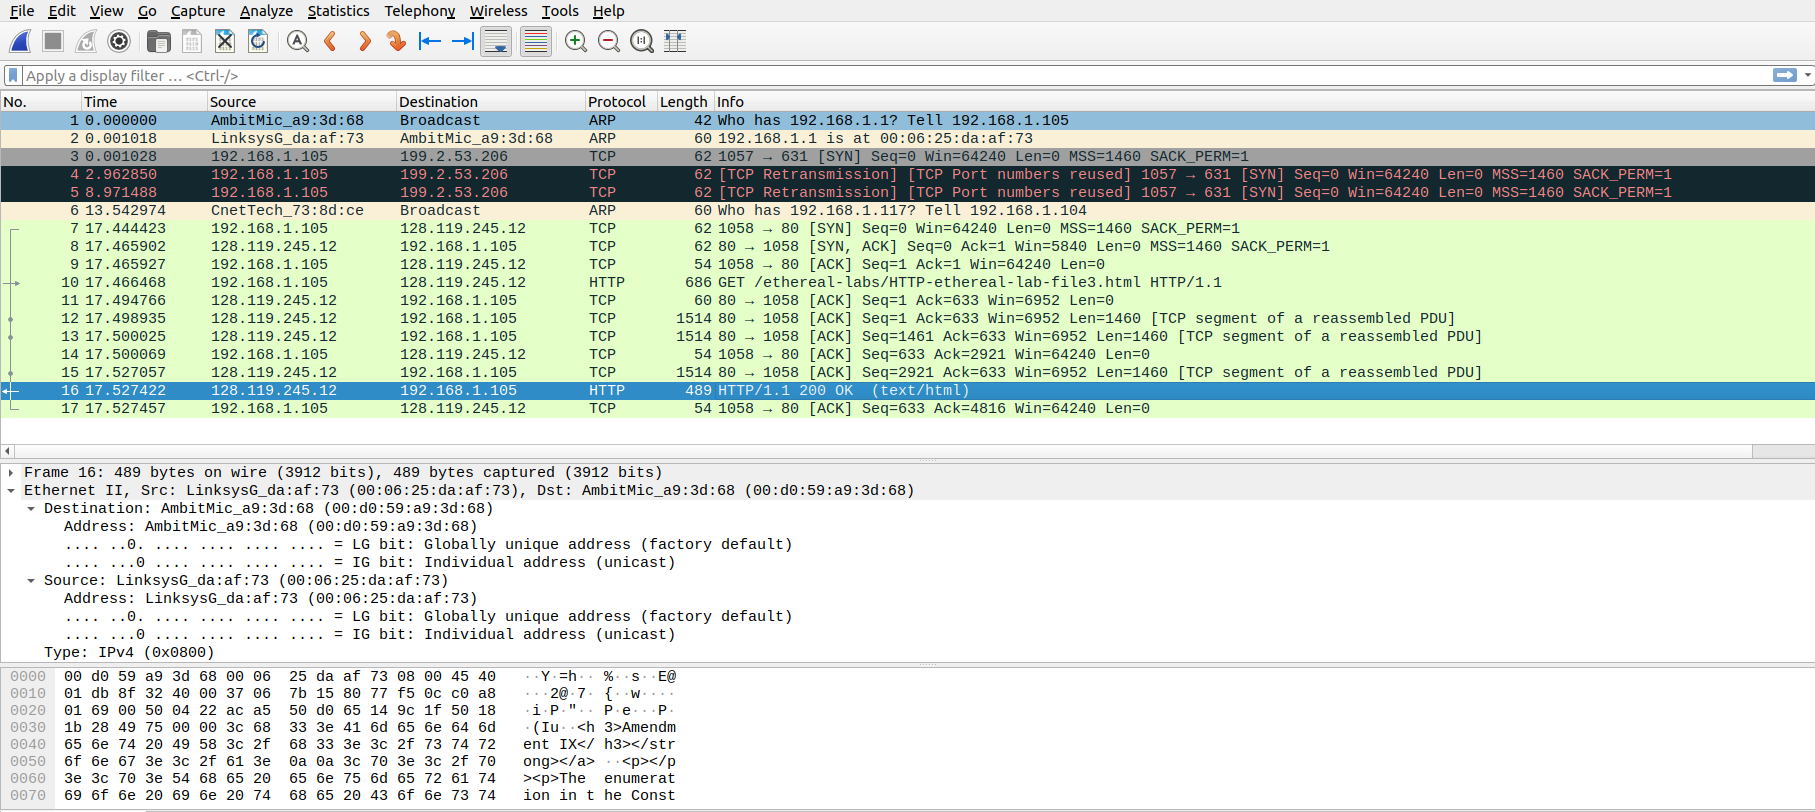 File Edit View Go Capture Analyze Statistics Telephony Wireless Tools Help
Apply a display filter … <Ctrl-/>
No. Time Source Destination Protocol Length Info
1 0.000000 AmbitMic_a9:3d:68 Broadcast ARP 42 Who has 192.168.1.1? Tell 192.168.1.105
2 0.001018 LinksysG_da:af:73 AmbitMic_a9:3d:68 ARP 60 192.168.1.1 is at 00:06:25:da:af:73
3 0.001028 192.168.1.105 199.2.53.206 TCP 62 1057 → 631 [SYN] Seq=0 Win=64240 Len=0 MSS=1460 SACK_PERM=1
4 2.962850 192.168.1.105 199.2.53.206 TCP 62 [TCP Retransmission] [TCP Port numbers reused] 1057 → 631 [SYN] Seq=0 Win=64240 Len=0 MSS=1460 SACK_PERM=1
5 8.971488 192.168.1.105 199.2.53.206 TCP 62 [TCP Retransmission] [TCP Port numbers reused] 1057 → 631 [SYN] Seq=0 Win=64240 Len=0 MSS=1460 SACK_PERM=1
6 13.542974 CnetTech_73:8d:ce Broadcast ARP 60 Who has 192.168.1.117? Tell 192.168.1.104
7 17.444423 192.168.1.105 128.119.245.12 TCP 62 1058 → 80 [SYN] Seq=0 Win=64240 Len=0 MSS=1460 SACK_PERM=1
8 17.465902 128.119.245.12 192.168.1.105 TCP 62 80 → 1058 [SYN, ACK] Seq=0 Ack=1 Win=5840 Len=0 MSS=1460 SACK_PERM=1
9 17.465927 192.168.1.105 128.119.245.12 TCP 54 1058 → 80 [ACK] Seq=1 Ack=1 Win=64240 Len=0
10 17.466468 192.168.1.105 128.119.245.12 HTTP 686 GET /ethereal-labs/HTTP-ethereal-lab-file3.html HTTP/1.1
11 17.494766 128.119.245.12 192.168.1.105 TCP 60 80 → 1058 [ACK] Seq=1 Ack=633 Win=6952 Len=0
12 17.498935 128.119.245.12 192.168.1.105 TCP 1514 80 → 1058 [ACK] Seq=1 Ack=633 Win=6952 Len=1460 [TCP segment of a reassembled PDU]
13 17.500025 128.119.245.12 192.168.1.105 TCP 1514 80 → 1058 [ACK] Seq=1461 Ack=633 Win=6952 Len=1460 [TCP segment of a reassembled PDU]
14 17.500069 192.168.1.105 128.119.245.12 TCP 54 1058 → 80 [ACK] Seq=633 Ack=2921 Win=64240 Len=0
15 17.527057 128.119.245.12 192.168.1.105 TCP 1514 80 → 1058 [ACK] Seq=2921 Ack=633 Win=6952 Len=1460 [TCP segment of a reassembled PDU]
16 17.527422 128.119.245.12 192.168.1.105 HTTP 489 HTTP/1.1 200 OK (text/html)
17 17.527457 192.168.1.105 128.119.245.12 TCP 54 1058 → 80 [ACK] Seq=633 Ack=4816 Win=64240 Len=0
Frame 16: 489 bytes on wire (3912 bits), 489 bytes captured (3912 bits)
Ethernet II, Src: LinksysG_da:af:73 (00:06:25:da:af:73), Dst: AmbitMic_a9:3d:68 (00:d0:59:a9:3d:68)
Destination: AmbitMic_a9:3d:68 (00:d0:59:a9:3d:68)
Address: AmbitMic_a9:3d:68 (00:d0:59:a9:3d:68)
.... ..0. .... .... .... .... = LG bit: Globally unique address (factory default)
.... ...0 .... .... .... .... = IG bit: Individual address (unicast)
Source: LinksysG_da:af:73 (00:06:25:da:af:73)
Address: LinksysG_da:af:73 (00:06:25:da:af:73)
.... ..0. .... .... .... .... = LG bit: Globally unique address (factory default)
.... ...0 .... .... .... .... = IG bit: Individual address (unicast)
Type: IPv4 (0x0800)
0000 00 d0 59 a9 3d 68 00 06 25 da af 73 08 00 45 40 ··Y·=h·· %··s··E@
0010 01 db 8f 32 40 00 37 06 7b 15 80 77 f5 0c c0 a8 ···2@·7· {··w····
0020 01 69 00 50 04 22 ac a5 50 d0 65 14 9c 1f 50 18 ·i·P·"·· P·e···P·
0030 1b 28 49 75 00 00 3c 68 33 3e 41 6d 65 6e 64 6d ·(Iu··<h 3>Amendm
0040 65 6e 74 20 49 58 3c 2f 68 33 3e 3c 2f 73 74 72 ent IX</ h3></str
0050 6f 6e 67 3e 3c 2f 61 3e 0a 0a 3c 70 3e 3c 2f 70 ong></a> ··<p></p
0060 3e 3c 70 3e 54 68 65 20 65 6e 75 6d 65 72 61 74 ><p>The enumerat
0070 69 6f 6e 20 69 6e 20 74 68 65 20 43 6f 6e 73 74 ion in t he Const